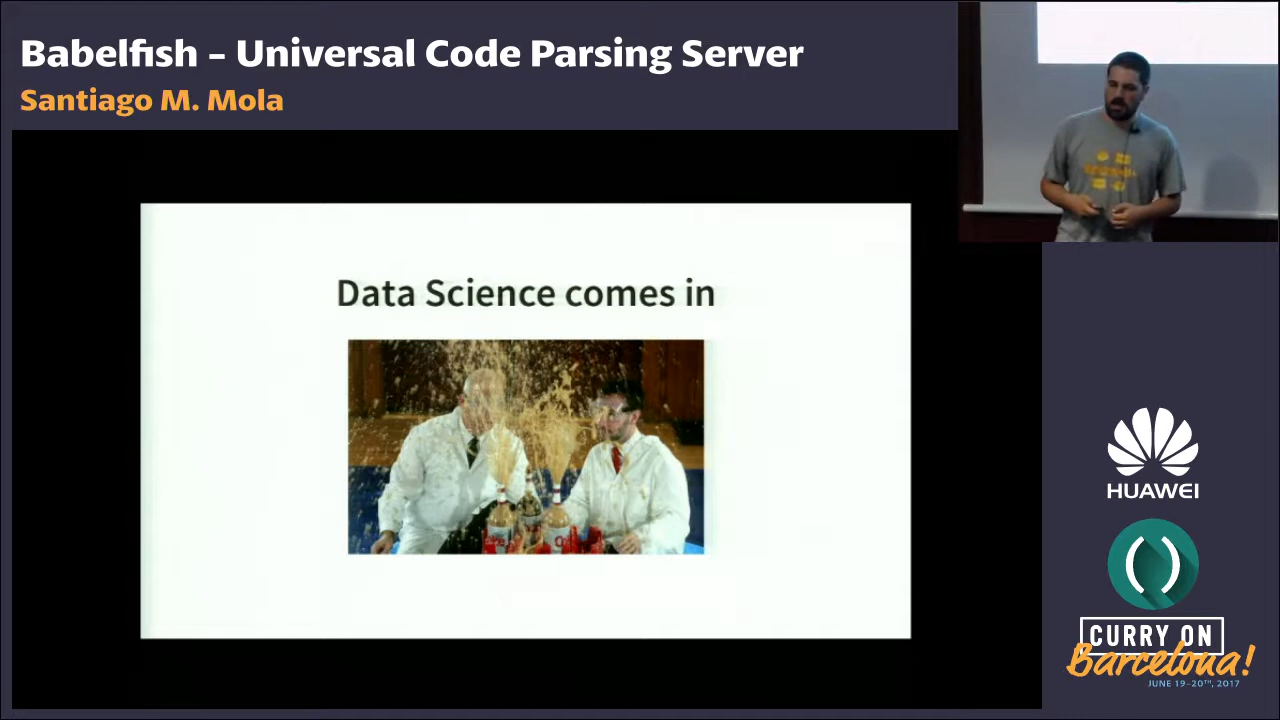 Babelfish – Universal Code Parsing Server
Santiago M. Mola
Data Science comes in
HUAWEI
CURRY ON
Barcelona!
JUNE 19-20TH, 2017